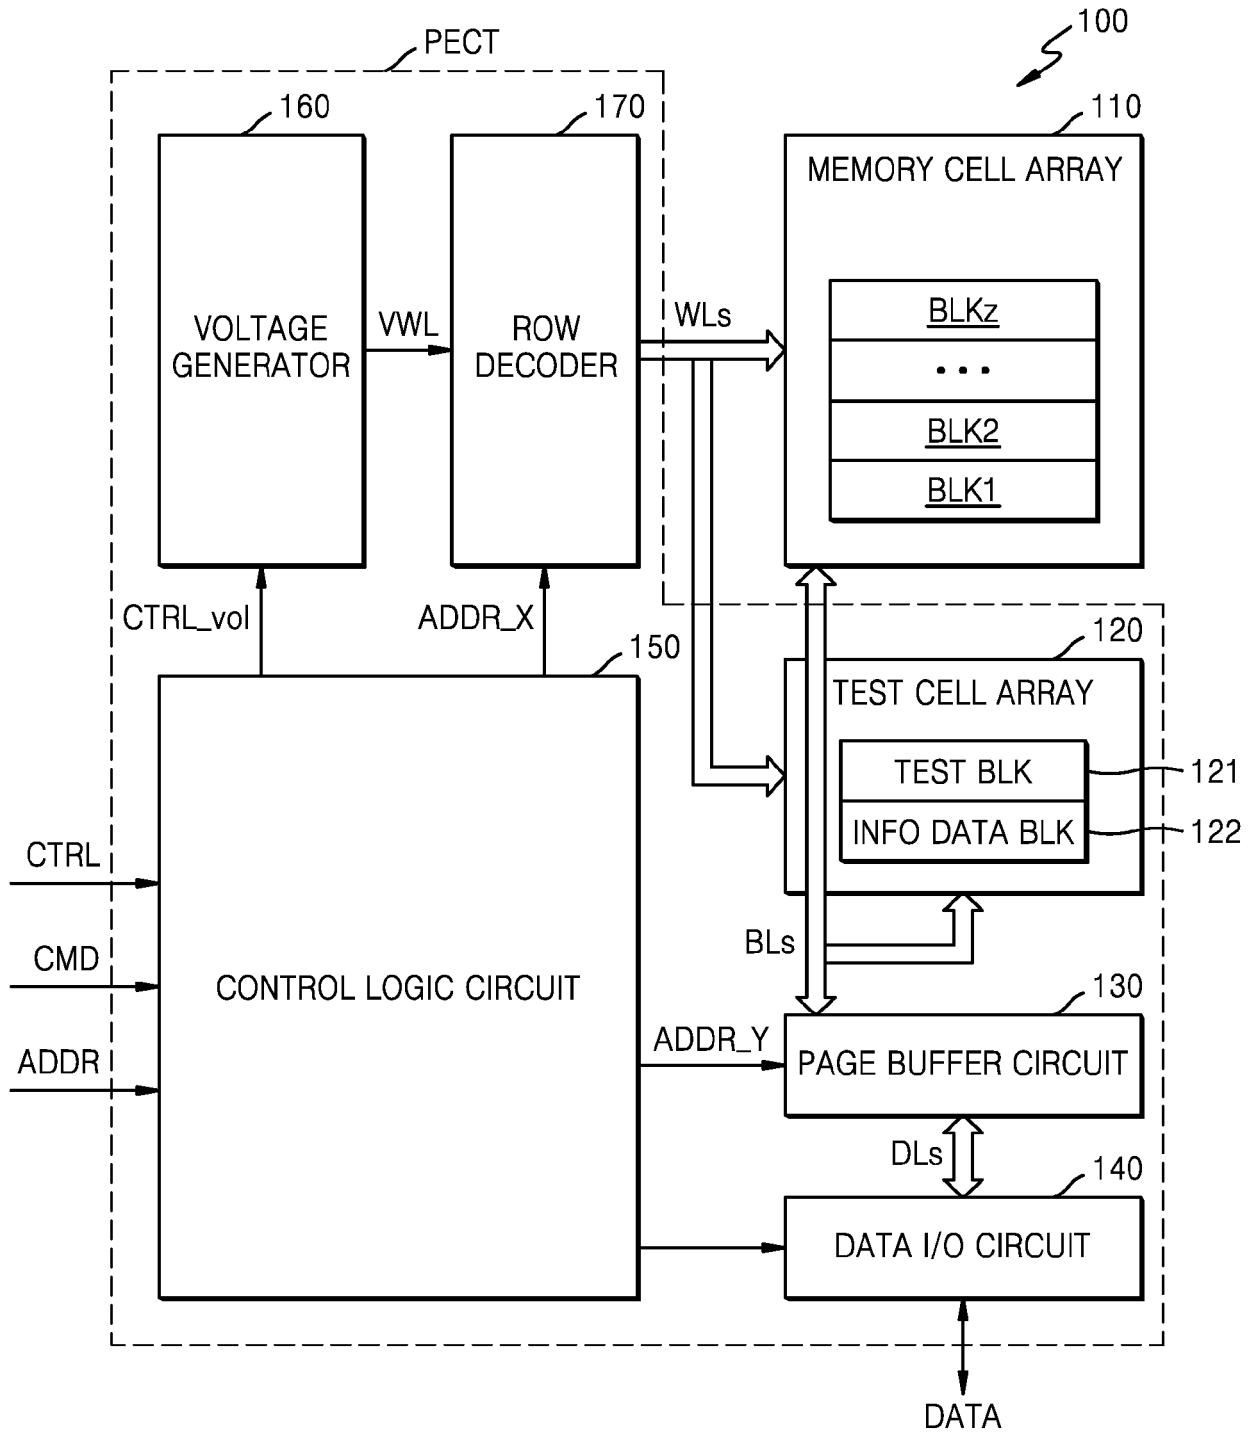 PECT
100
160
170
110
MEMORY CELL ARRAY
VOLTAGE
GENERATOR
VWL
ROW
DECODER
WLs
BLKz
• • •
BLK2
BLK1
CTRL_vol
ADDR_X
150
120
TEST CELL ARRAY
TEST BLK
121
INFO DATA BLK
122
CTRL
CMD
ADDR
CONTROL LOGIC CIRCUIT
BLs
130
ADDR_Y
PAGE BUFFER CIRCUIT
DLs
140
DATA I/O CIRCUIT
DATA